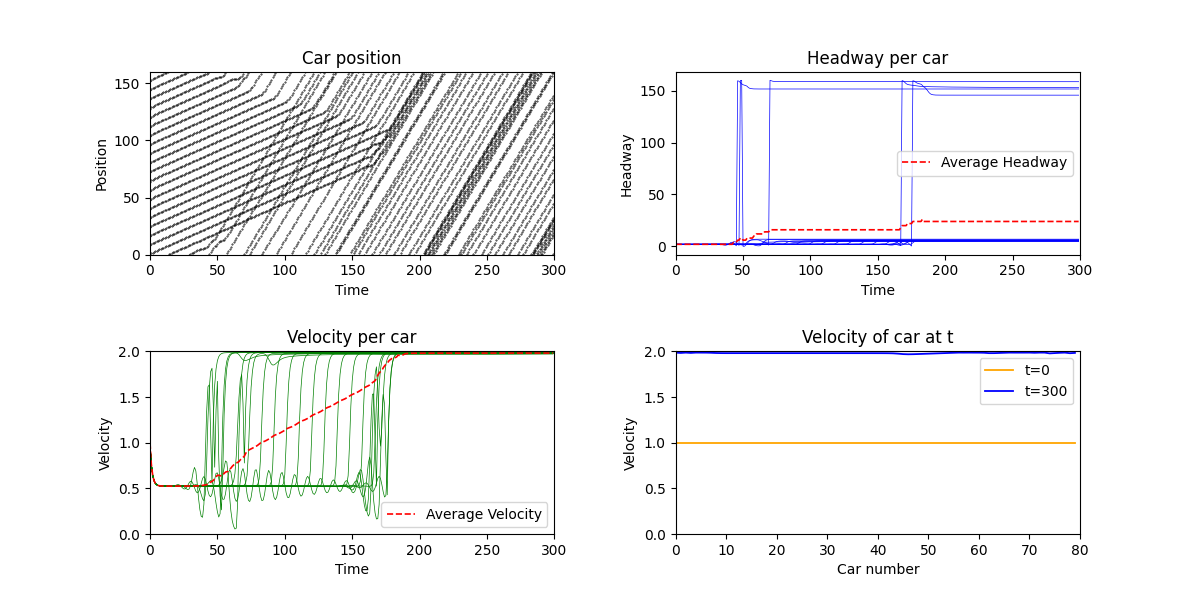 Car position
Position
150
100
50
0
0 50 100 150 200 250 300
Time
Headway per car
Headway
150
100
50
0
Average Headway
0 50 100 150 200 250 300
Time
Velocity per car
Velocity
2.0
1.5
1.0
0.5
0.0
Average Velocity
0 50 100 150 200 250 300
Time
Velocity of car at t
Velocity
2.0
1.5
1.0
0.5
0.0
t=0
t=300
0 10 20 30 40 50 60 70 80
Car number